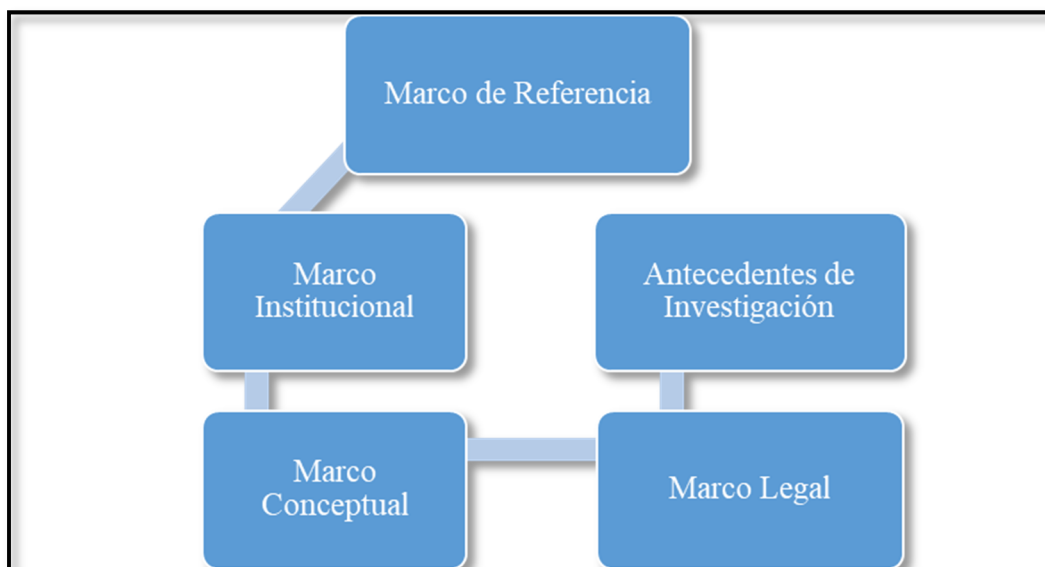 Marco de Referencia
Marco
Institucional
Antecedentes de
Investigación
Marco
Conceptual
Marco Legal